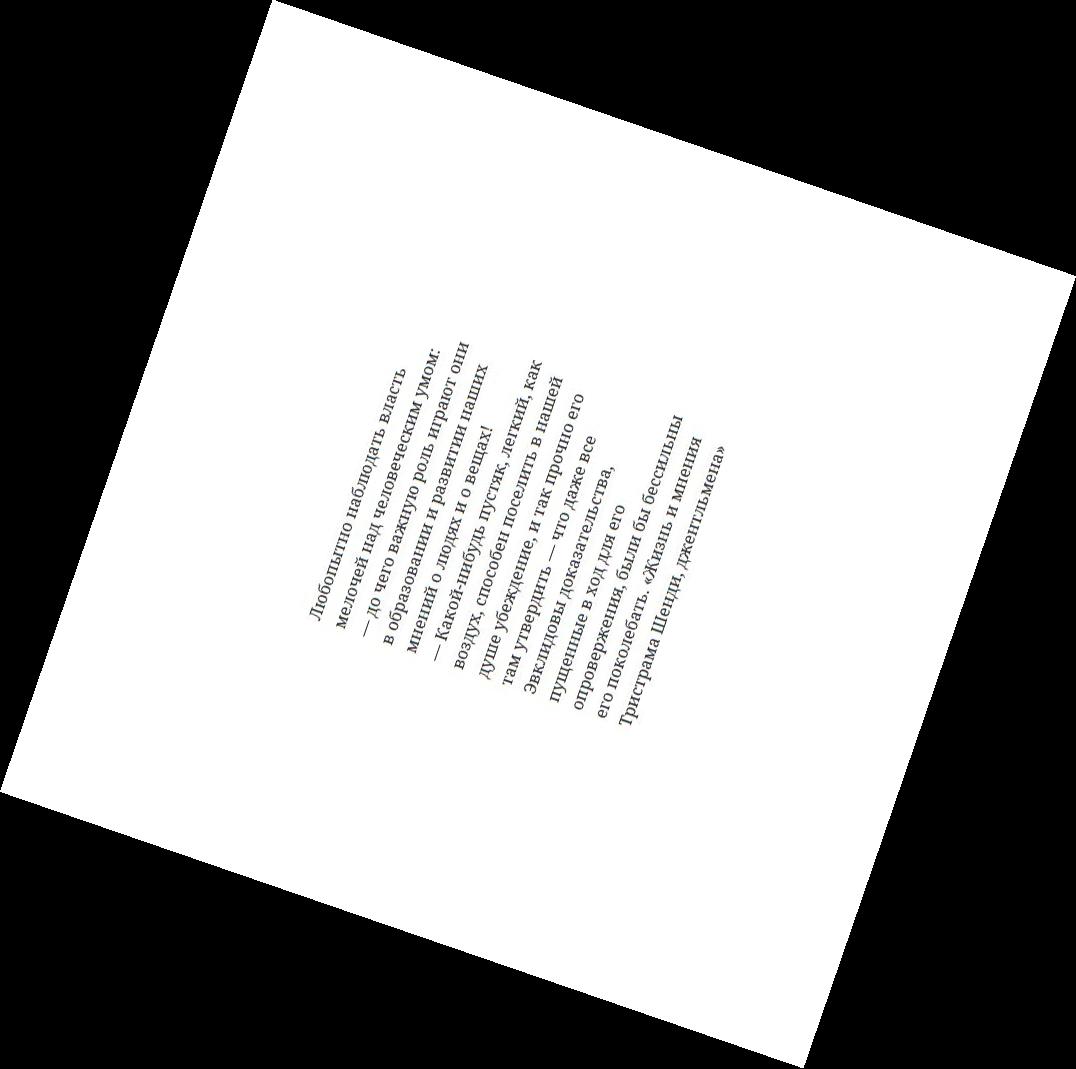 Любопытно наблюдать власть
мелочей над человеческим умом:
— до чего важную роль играют они
в образовании и развитии наших
мнений о людях и о вещах!
— Какой-нибудь пустяк, легкий, как
воздух, способен поселить в нашей
душе убеждение, и так прочно его
там утвердить — что даже все
Эвклидовы доказательства,
пущенные в ход для его
опровержения, были бы бессильны
его поколебать. «Жизнь и мнения
Тристрама Шенди, джентльмена»